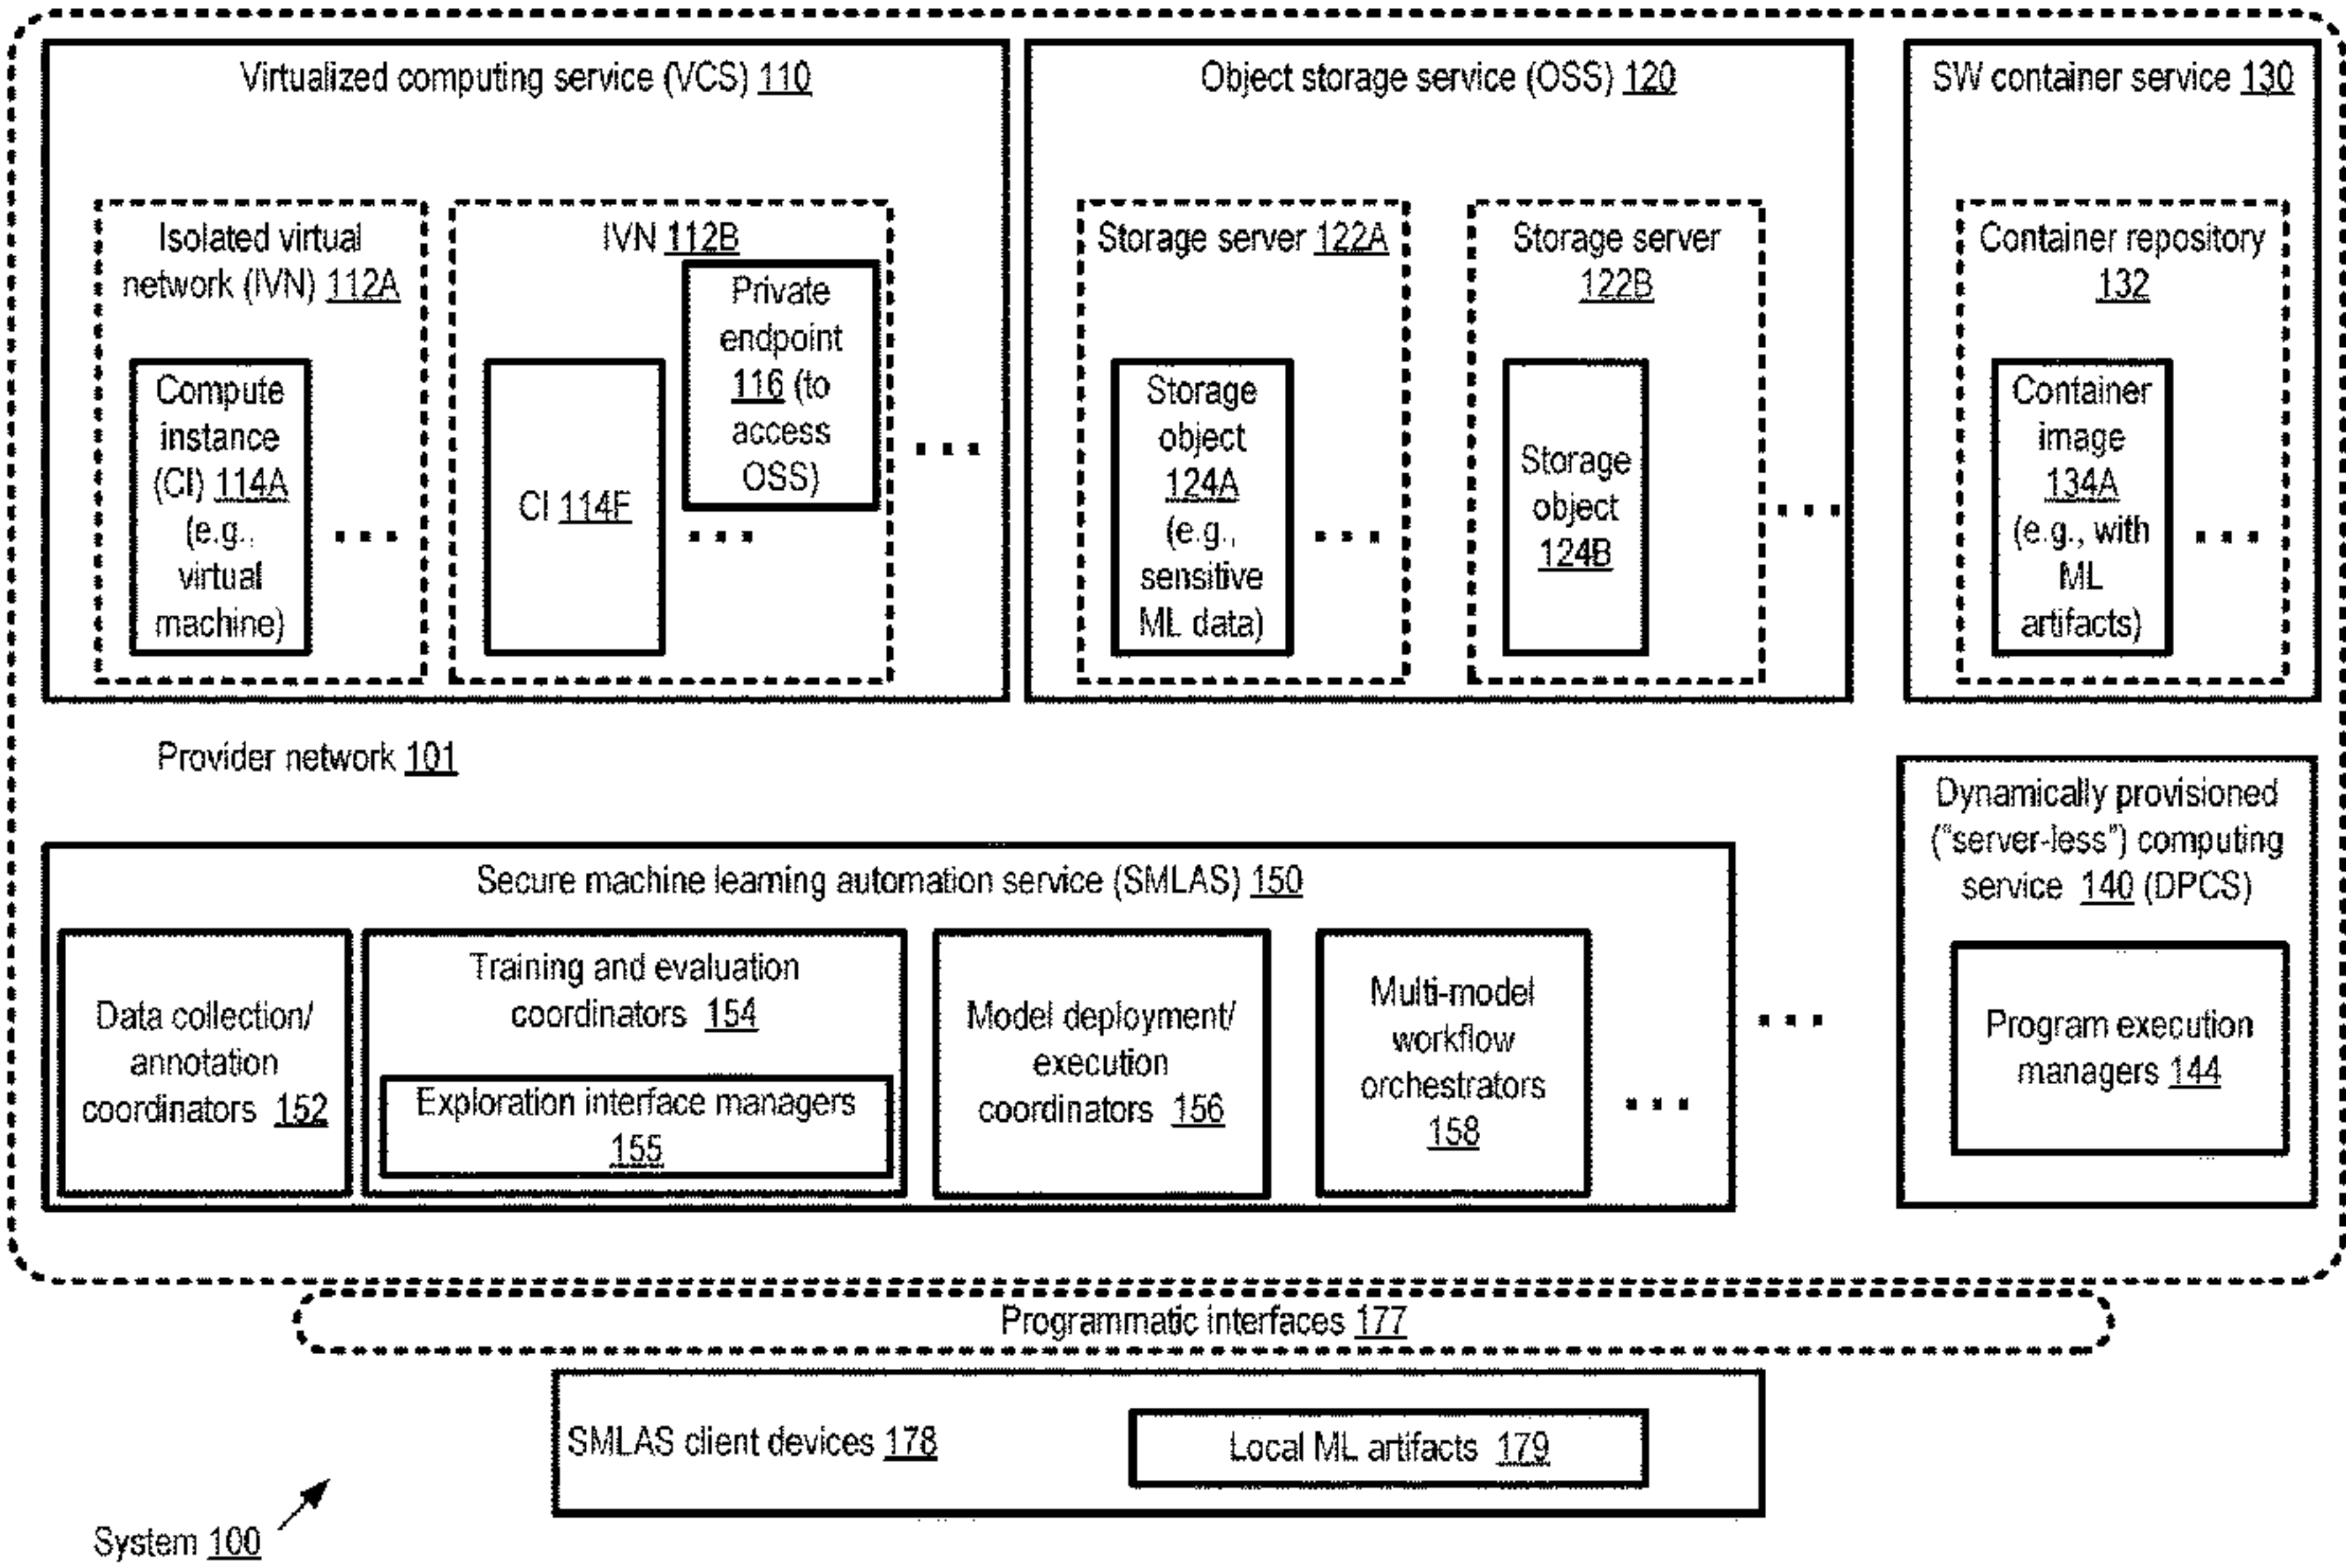 Virtualized computing service (VCS) 110
Isolated virtual
network (IVN) 112A
Compute
instance
(CI) 114A
(e.g.,
virtual
machine)
IVN 112B
Private
endpoint
116 (to
access
OSS)
CI 114F
Object storage service (OSS) 120
Storage server 122A
Storage
object
124A
(e.g.,
sensitive
ML data)
Storage server
122B
Storage
object
124B
SW container service 130
Container repository
132
Container
image
134A
(e.g., with
ML
artifacts)
Provider network 101
Secure machine learning automation service (SMLAS) 150
Data collection/
annotation
coordinators 152
Training and evaluation
coordinators 154
Exploration interface managers
155
Model deployment/
execution
coordinators 156
Multi-model
workflow
orchestrators
158
Dynamically provisioned
("server-less") computing
service 140 (DPCS)
Program execution
managers 144
Programmatic interfaces 177
SMLAS client devices 178
Local ML artifacts 179
System 100